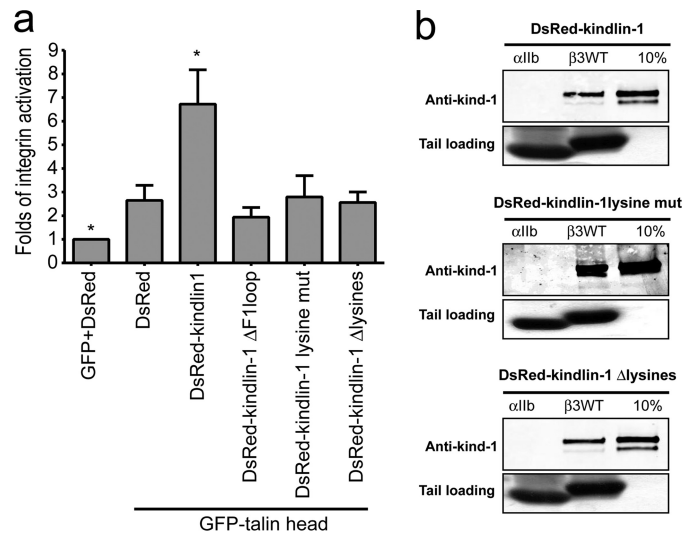 a
Folds of integrin activation
9
8
7
6
5
4
3
2
1
0
*
*
GFP+DsRed
DsRed
DsRed-kindlin1
DsRed-kindlin-1 ΔF1loop
DsRed-kindlin-1 lysine mut
DsRed-kindlin-1 Δlysines
GFP-talin head
b
DsRed-kindlin-1
αIIb β3WT 10%
Anti-kind-1
Tail loading
DsRed-kindlin-1lysine mut
αIIb β3WT 10%
Anti-kind-1
Tail loading
DsRed-kindlin-1 Δlysines
αIIb β3WT 10%
Anti-kind-1
Tail loading